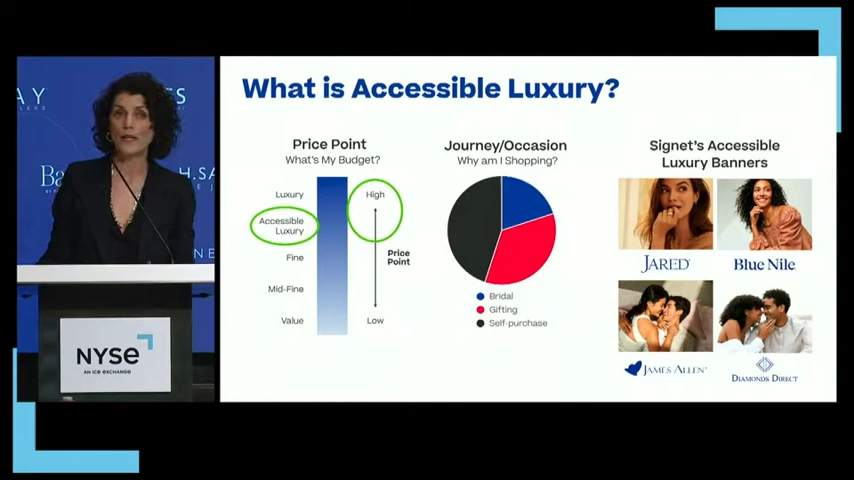 What is Accessible Luxury?
Price Point
What's My Budget?
Luxury
Accessible
Luxury
Fine
Mid-Fine
Value
High
Price
Point
Low
Journey/Occasion
Why am I Shopping?
Bridal
Gifting
Self-purchase
Signet's Accessible
Luxury Banners
JARED
Blue Nile
JAMES ALLEN
DIAMONDS DIRECT
NYSE
AN ICE EXCHANGE